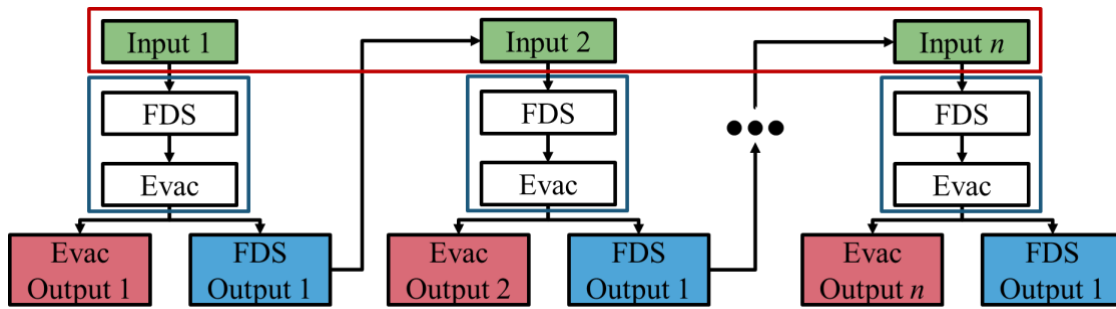 Input 1
Input 2
Input n
FDS
FDS
FDS
Evac
Evac
Evac
Evac
Output 1
FDS
Output 1
Evac
Output 2
FDS
Output 1
Evac
Output n
FDS
Output 1